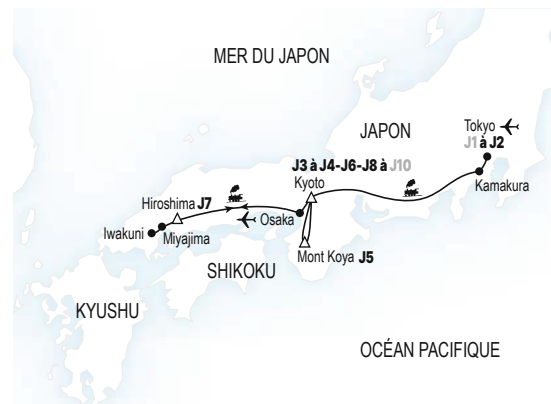 MER DU JAPON
JAPON
Tokyo
J1 à J2
Kamakura
J3 à J4-J6-J8 à J10
Kyoto
Hiroshima J7
Osaka
Iwakuni
Miyajima
Mont Koya J5
SHIKOKU
KYUSHU
OCÉAN PACIFIQUE